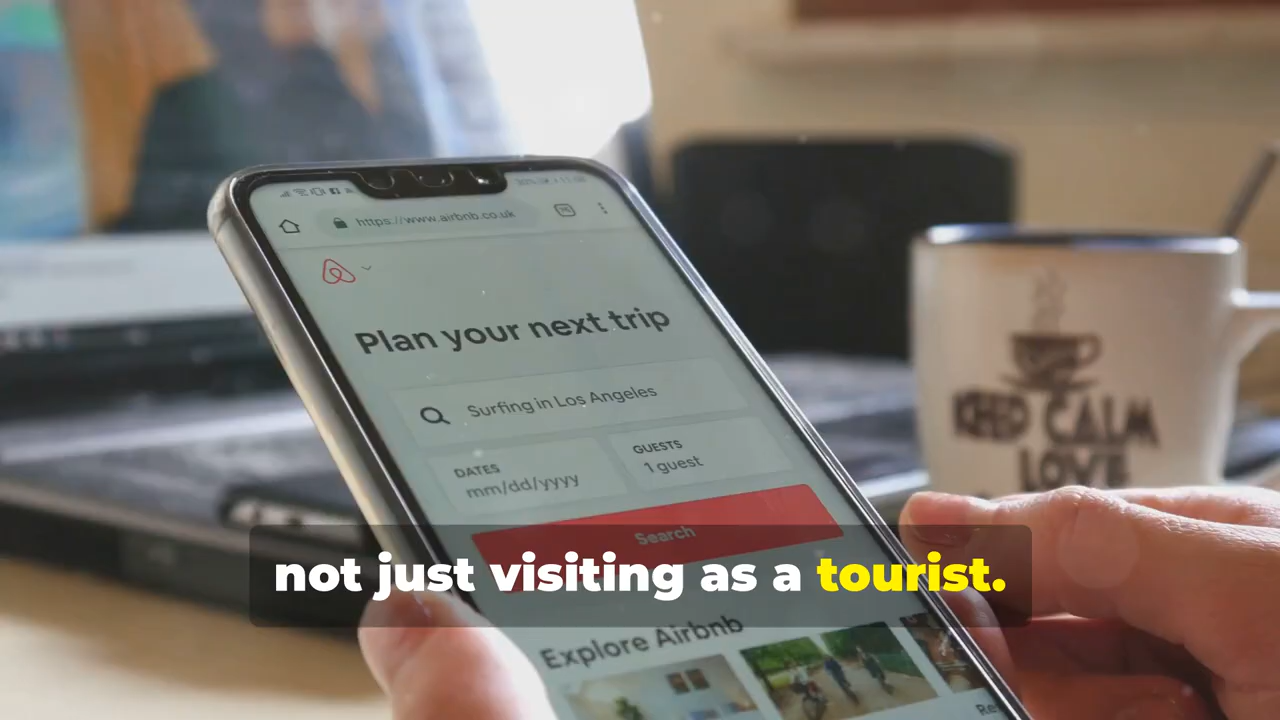 https://www.airbnb.co.uk
Plan your next trip
Surfing in Los Angeles
DATES
mm/dd/yyyy
GUESTS
1 guest
Search
KEEP CALM
LOVE
not just visiting as a tourist.
Explore Airbnb